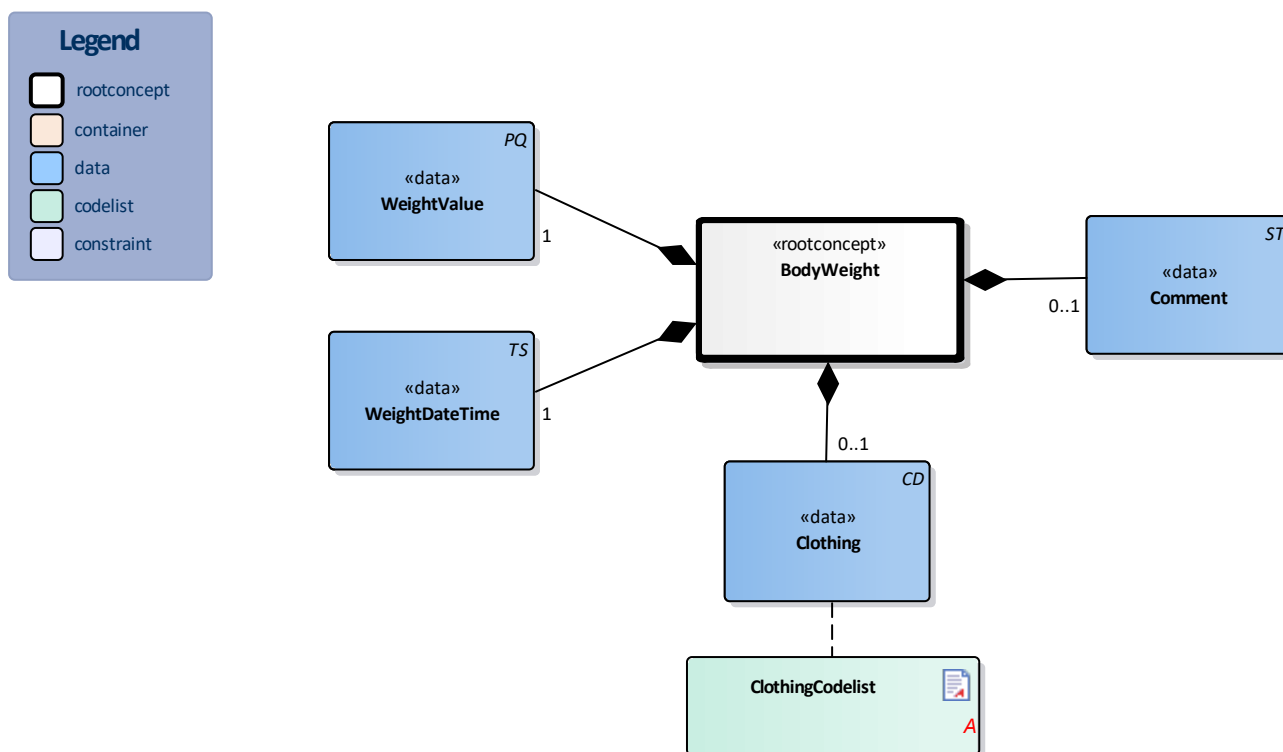 Legend
rootconcept
container
data
codelist
constraint
PQ
«data»
WeightValue
1
«rootconcept»
BodyWeight
ST
«data»
Comment
0..1
TS
«data»
WeightDateTime
1
0..1
CD
«data»
Clothing
ClothingCodelist
A